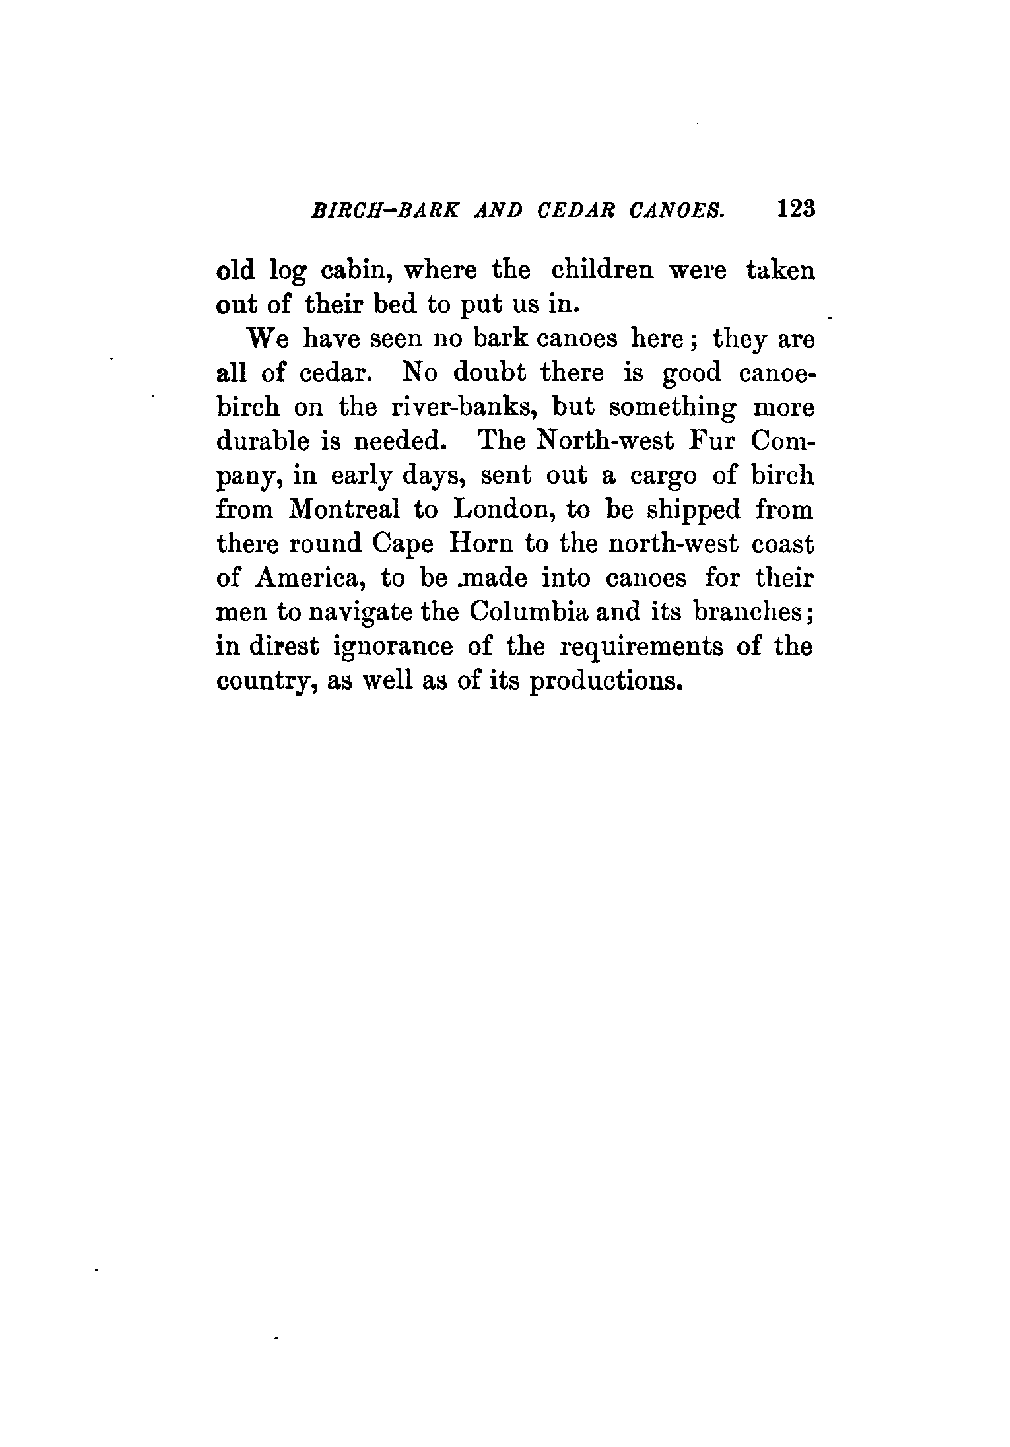 BIRCH-BARK AND CEDAR CANOES. 123
old log cabin, where the children were taken
out of their bed to put us in.
We have seen no bark canoes here; they are
all of cedar. No doubt there is good canoe-
birch on the river-banks, but something more
durable is needed. The North-west Fur Com-
pany, in early days, sent out a cargo of birch
from Montreal to London, to be shipped from
there round Cape Horn to the north-west coast
of America, to be made into canoes for their
men to navigate the Columbia and its branches;
in direst ignorance of the requirements of the
country, as well as of its productions.